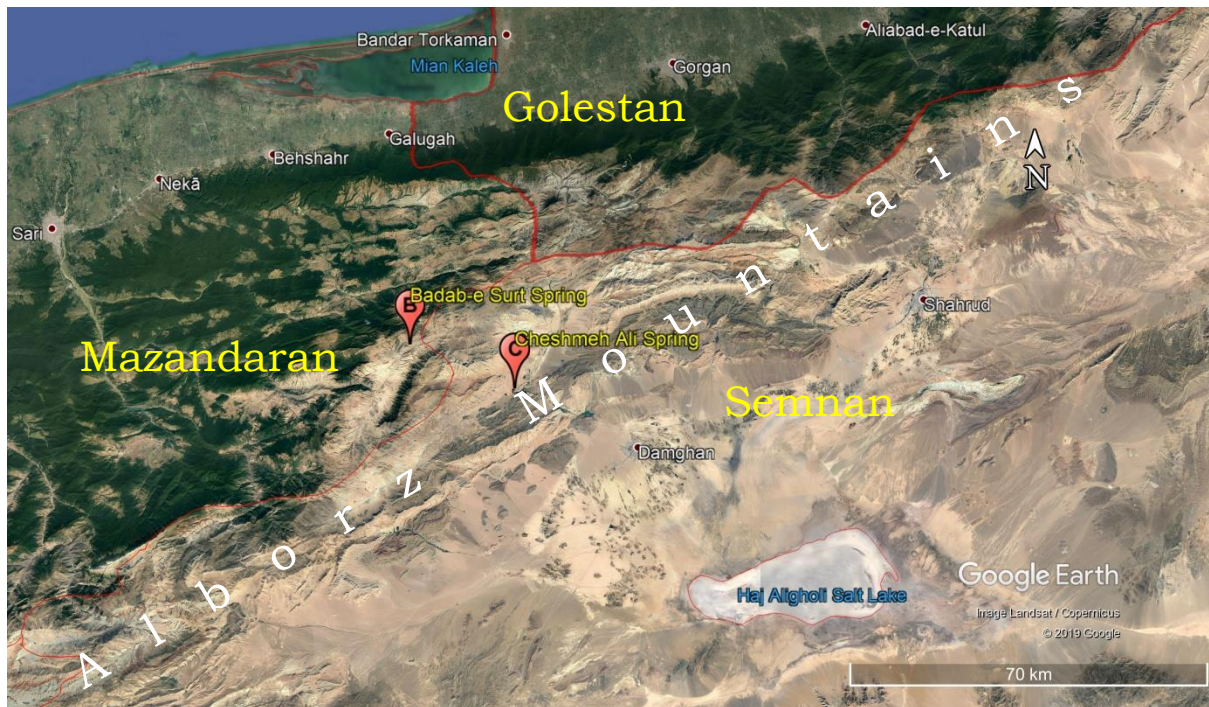 Bandar Torkaman
Aliabad-e-Katul
Mian Kaleh
Gorgan
Golestan
Galugah
Behshahr
Nekā
N
Sari
Badab-e Surt Spring
B
Shahrud
Cheshmeh Ali Spring
C
Mazandaran
Semnan
Damghan
Alborz Mountains
Google Earth
Haj Aligholi Salt Lake
Image Landsat / Copernicus
© 2019 Google
70 km